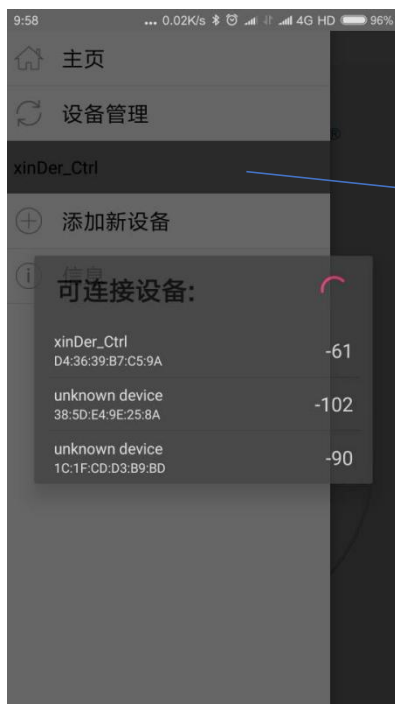 9:58 ... 0.02K/s 4G HD 96%
主页
设备管理
®
xinDer_Ctrl
添加新设备
信息
可连接设备:
xinDer_Ctrl
-61
D4:36:39:B7:C5:9A
unknown device
-102
38:5D:E4:9E:25:8A
unknown device
-90
1C:1F:CD:D3:B9:BD